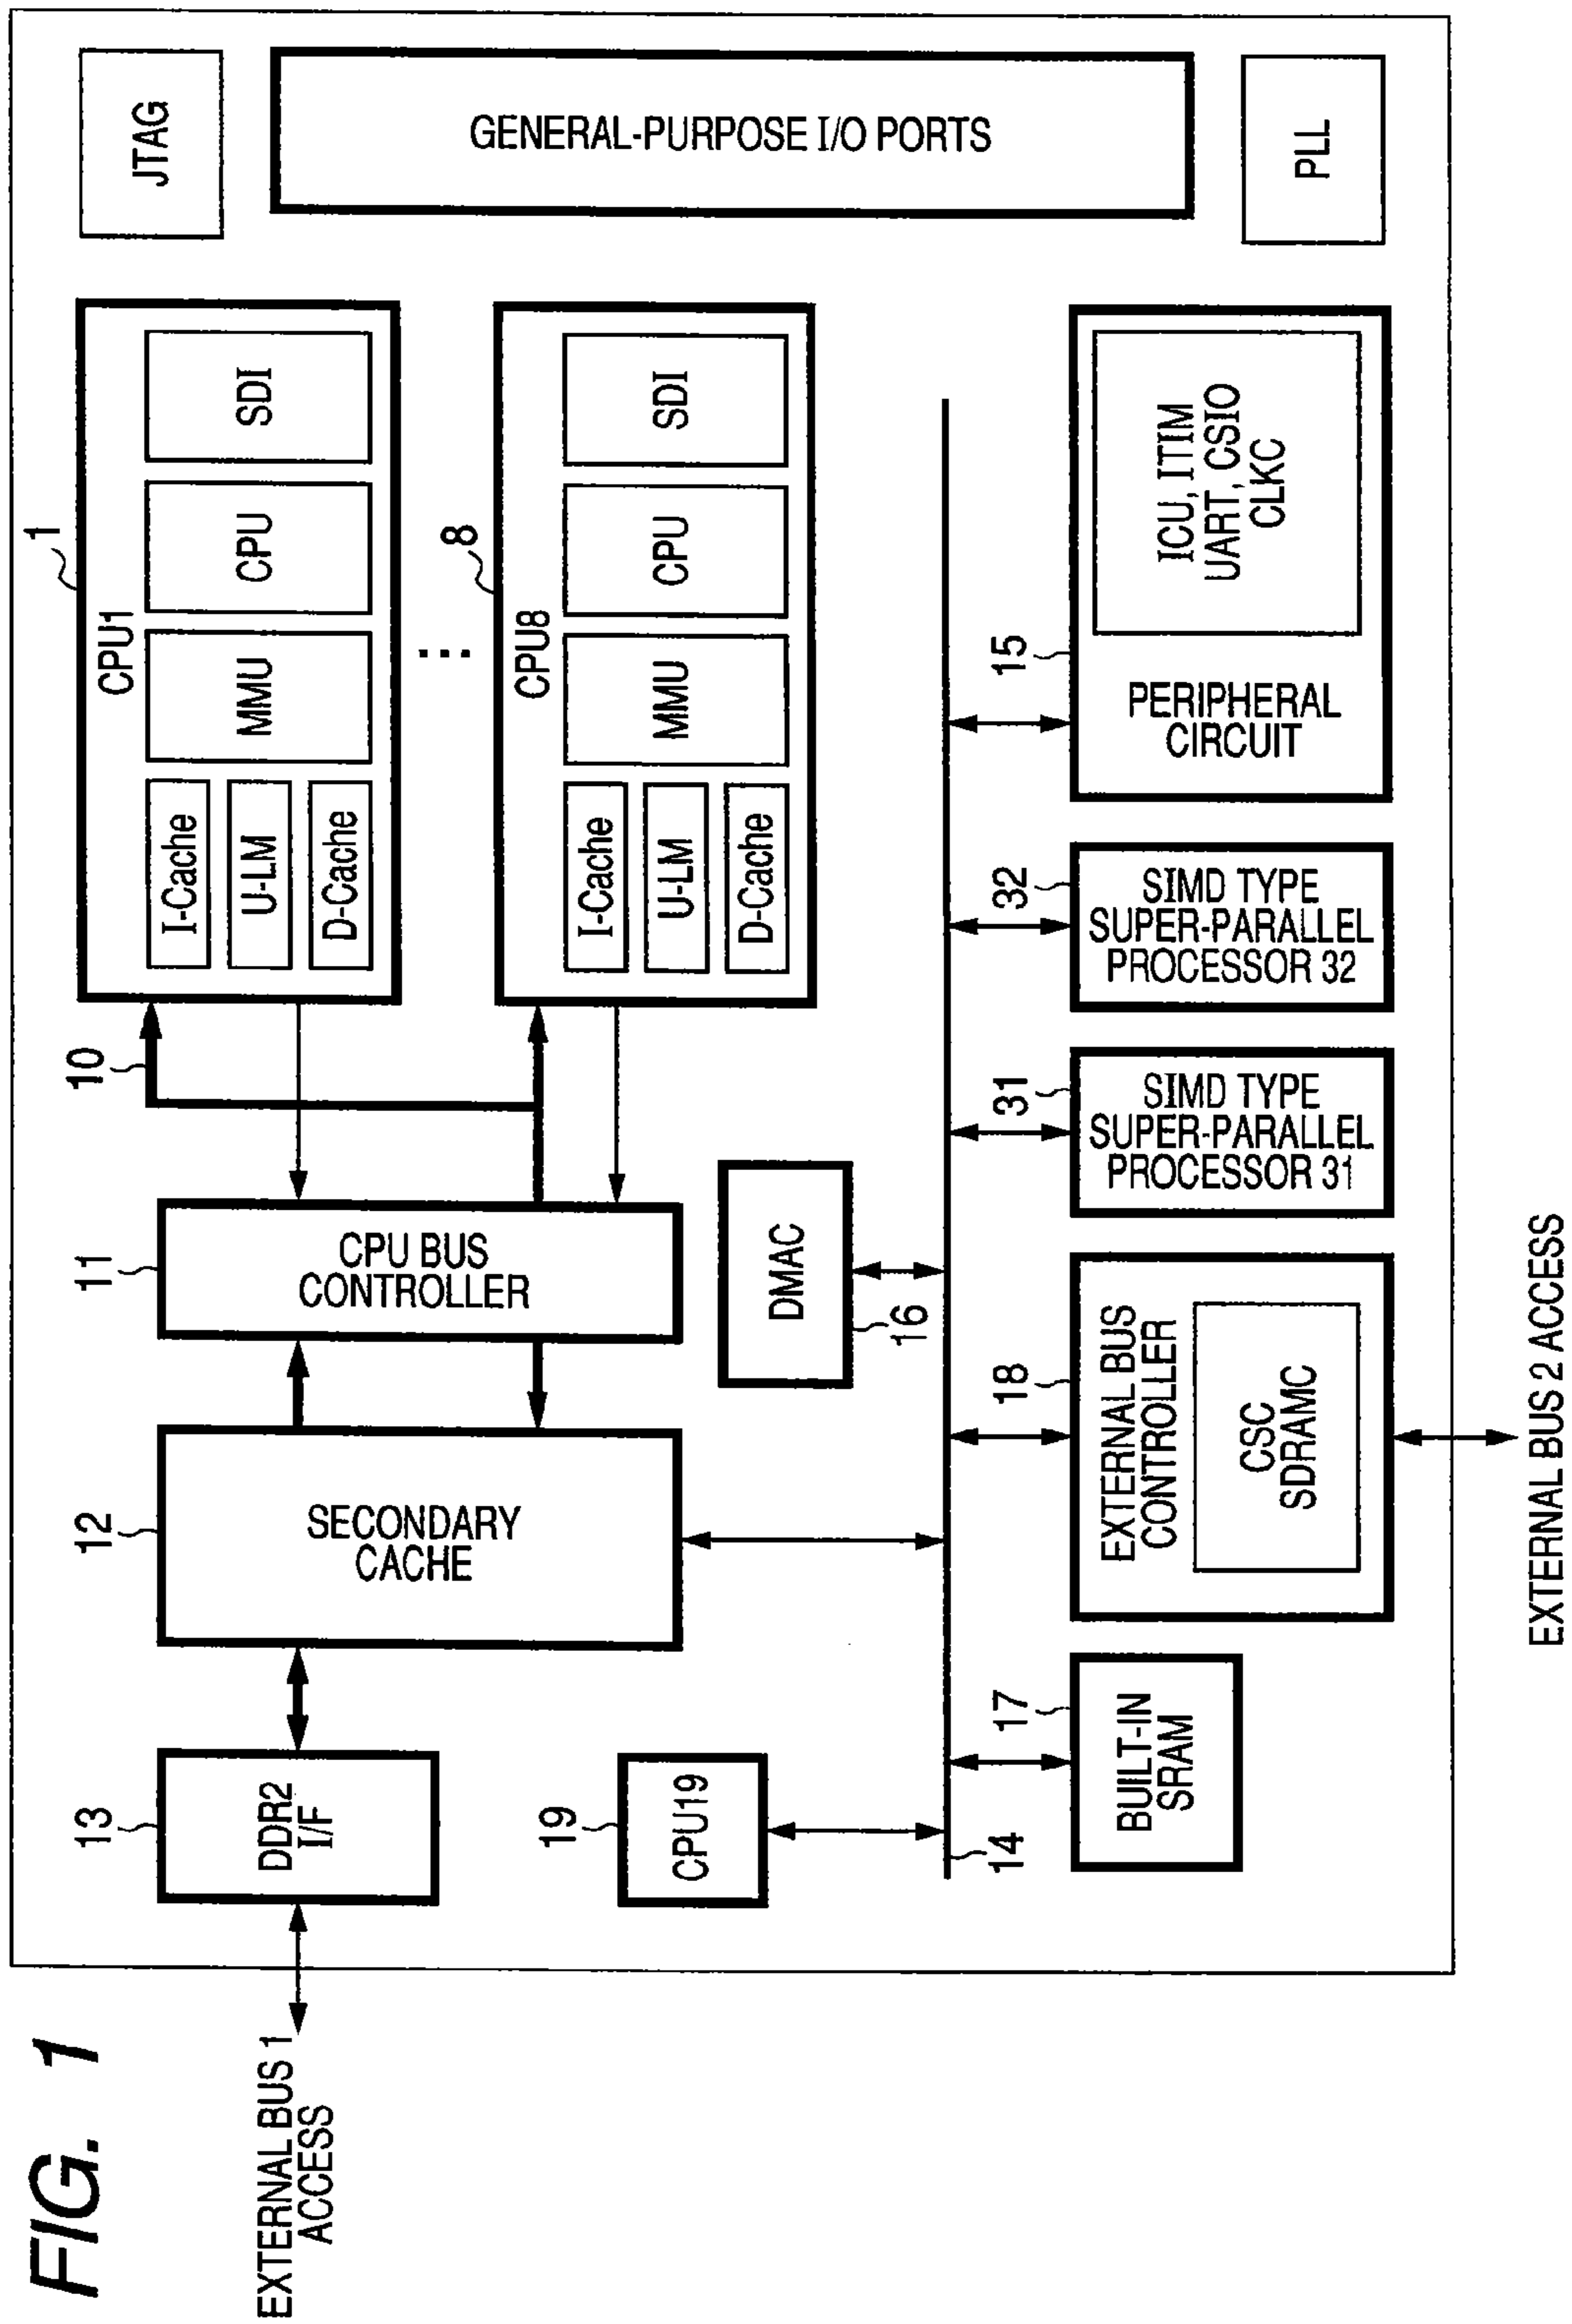 FIG. 1
EXTERNAL BUS 1
ACCESS
13
DDR2
I/F
12
SECONDARY
CACHE
11
CPU BUS
CONTROLLER
10
1
CPU1
I-Cache
U-LM
D-Cache
MMU
CPU
SDI
...
8
CPU8
I-Cache
U-LM
D-Cache
MMU
CPU
SDI
JTAG
GENERAL-PURPOSE I/O PORTS
PLL
19
CPU19
DMAC
16
14
17
BUILT-IN
SRAM
18
EXTERNAL BUS
CONTROLLER
CSC
SDRAMC
31
SIMD TYPE
SUPER-PARALLEL
PROCESSOR 31
32
SIMD TYPE
SUPER-PARALLEL
PROCESSOR 32
15
PERIPHERAL
CIRCUIT
ICU, ITIM
UART, CSIO
CLKC
EXTERNAL BUS 2 ACCESS